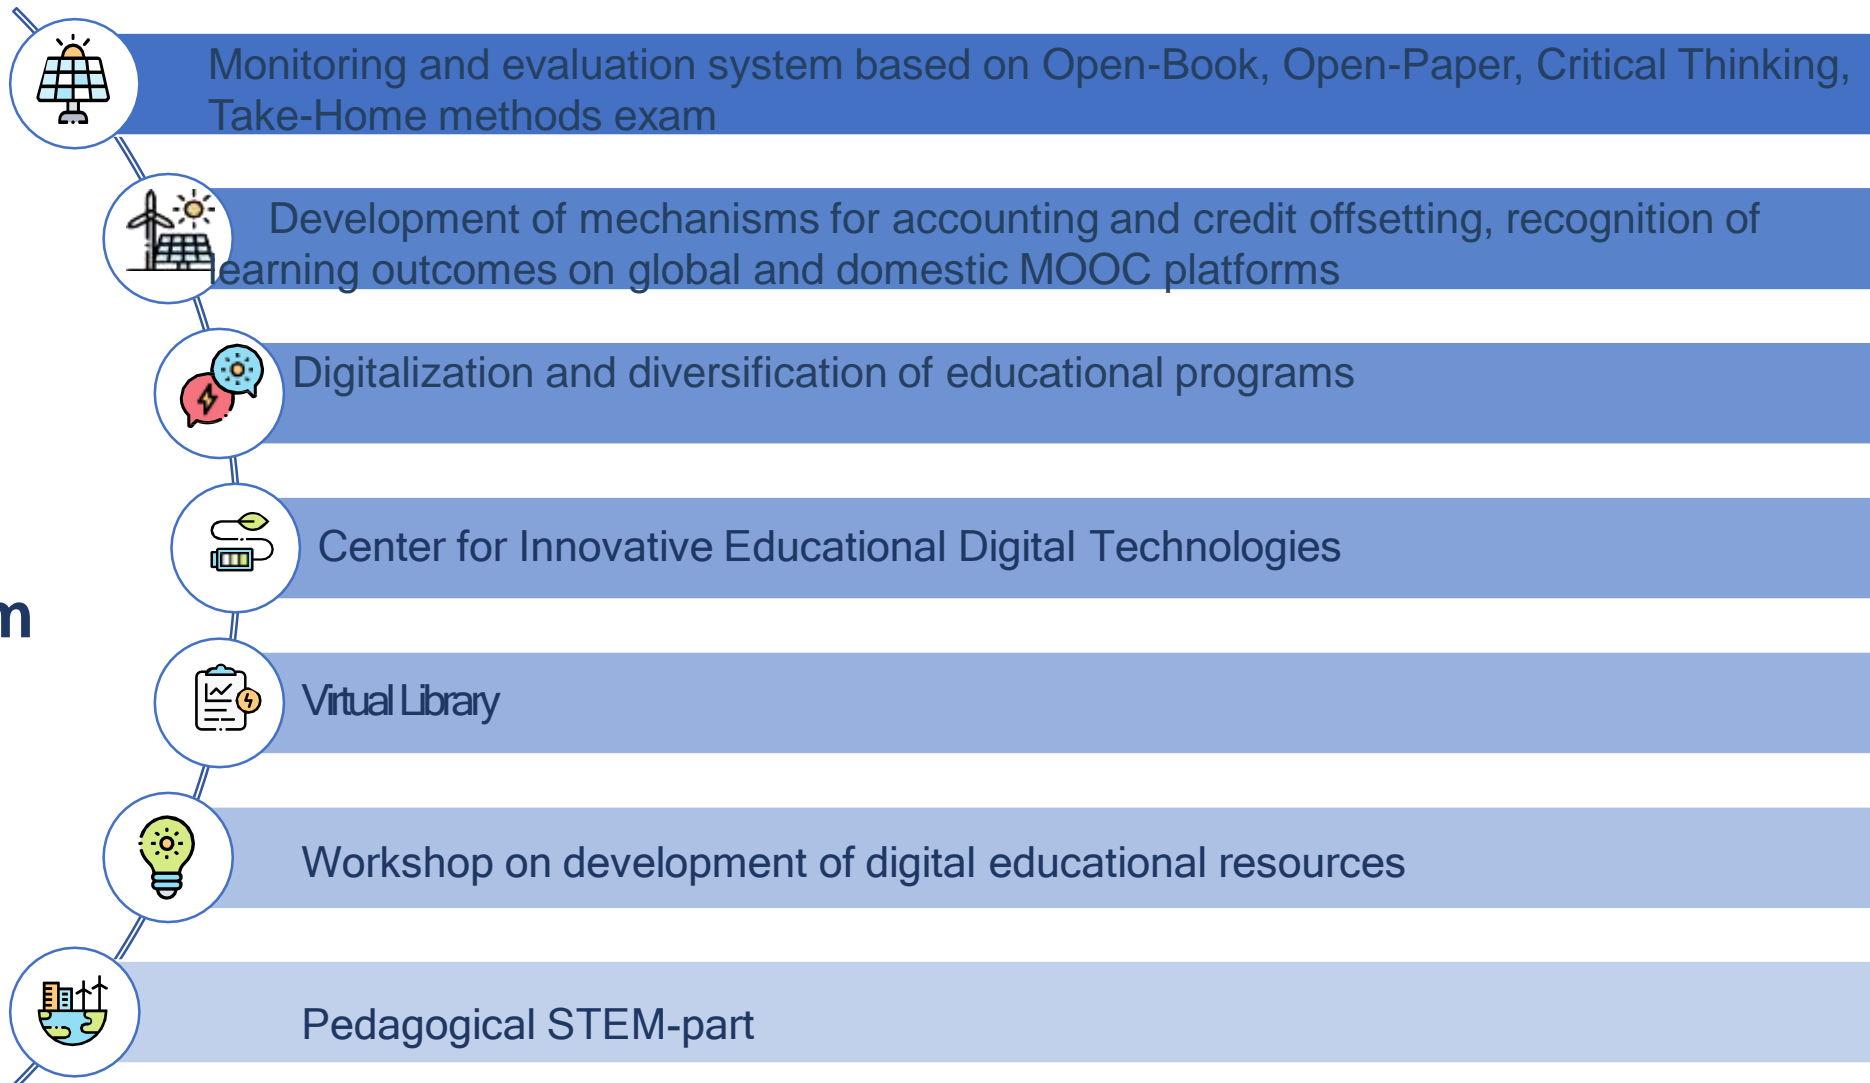 Monitoring and evaluation system based on Open-Book, Open-Paper, Critical Thinking,
Take-Home methods exam
Development of mechanisms for accounting and credit offsetting, recognition of
learning outcomes on global and domestic MOOC platforms
Digitalization and diversification of educational programs
Center for Innovative Educational Digital Technologies
m
Virtual Library
Workshop on development of digital educational resources
Pedagogical STEM-part